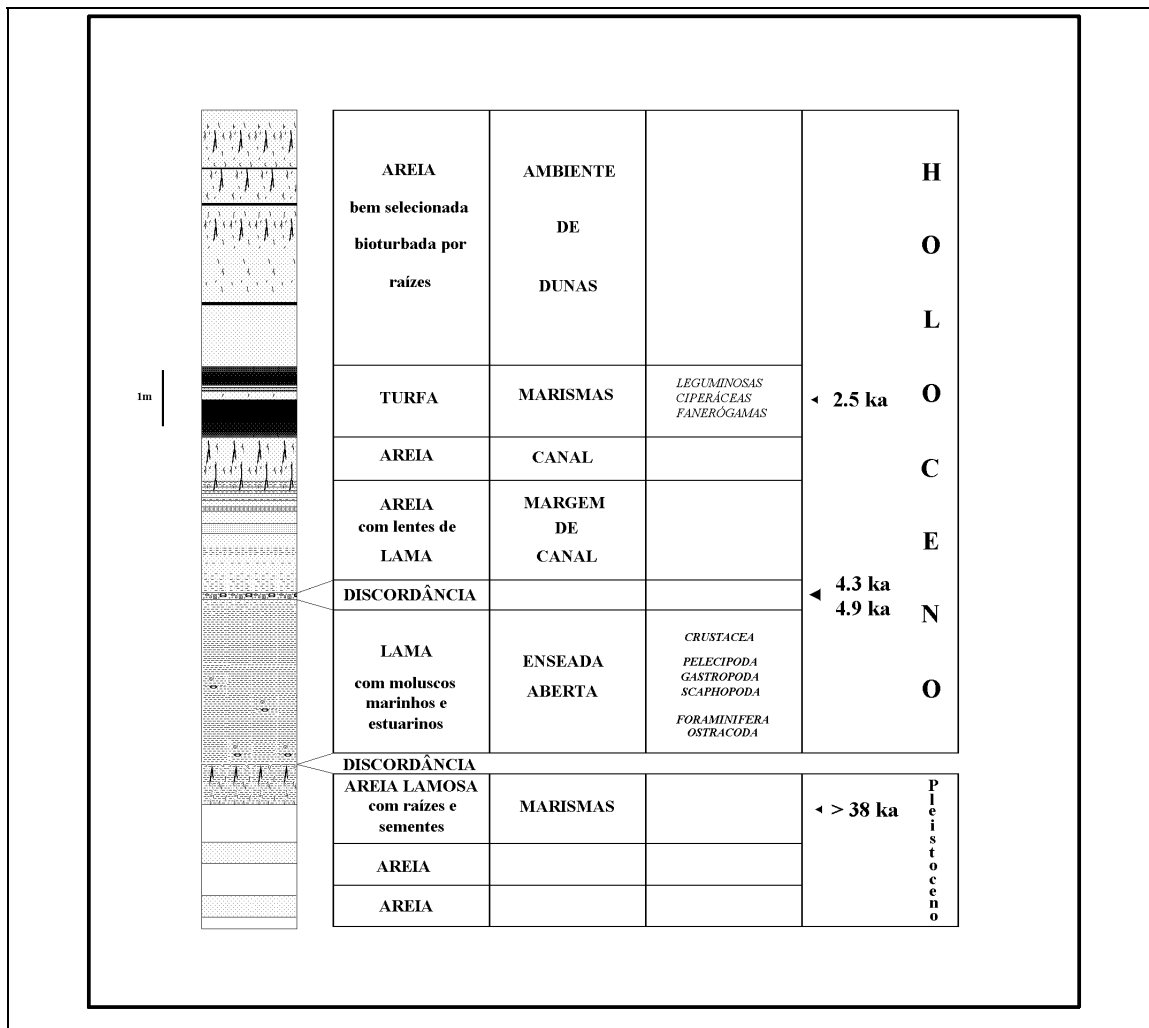 AREIA
bem selecionada
bioturbada por
raízes
AMBIENTE
DE
DUNAS
1m
TURFA
MARISMAS
LEGUMINOSAS
CIPERÁCEAS
FANERÓGAMAS
2.5 ka
AREIA
CANAL
AREIA
com lentes de
LAMA
MARGEM
DE
CANAL
DISCORDÂNCIA
4.3 ka
4.9 ka
LAMA
com moluscos
marinhos e
estuarinos
ENSEADA
ABERTA
CRUSTACEA
PELECIPODA
GASTROPODA
SCAPHOPODA
FORAMINIFERA
OSTRACODA
H
O
L
O
C
E
N
O
DISCORDÂNCIA
AREIA LAMOSA
com raízes e
sementes
MARISMAS
> 38 ka
AREIA
AREIA
P
l
e
i
s
t
o
c
e
n
o